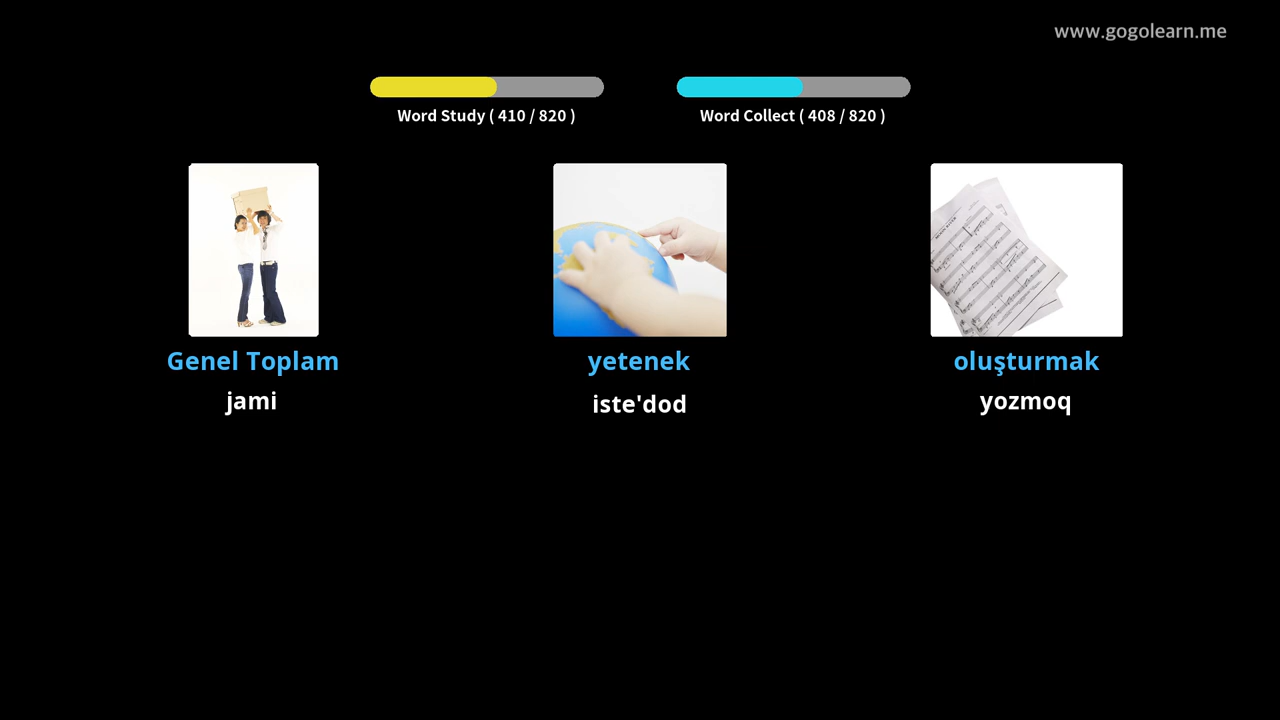 www.gogolearn.me
Word Study ( 410 / 820 )
Word Collect ( 408 / 820 )
Genel Toplam
jami
yetenek
iste'dod
oluşturmak
yozmoq